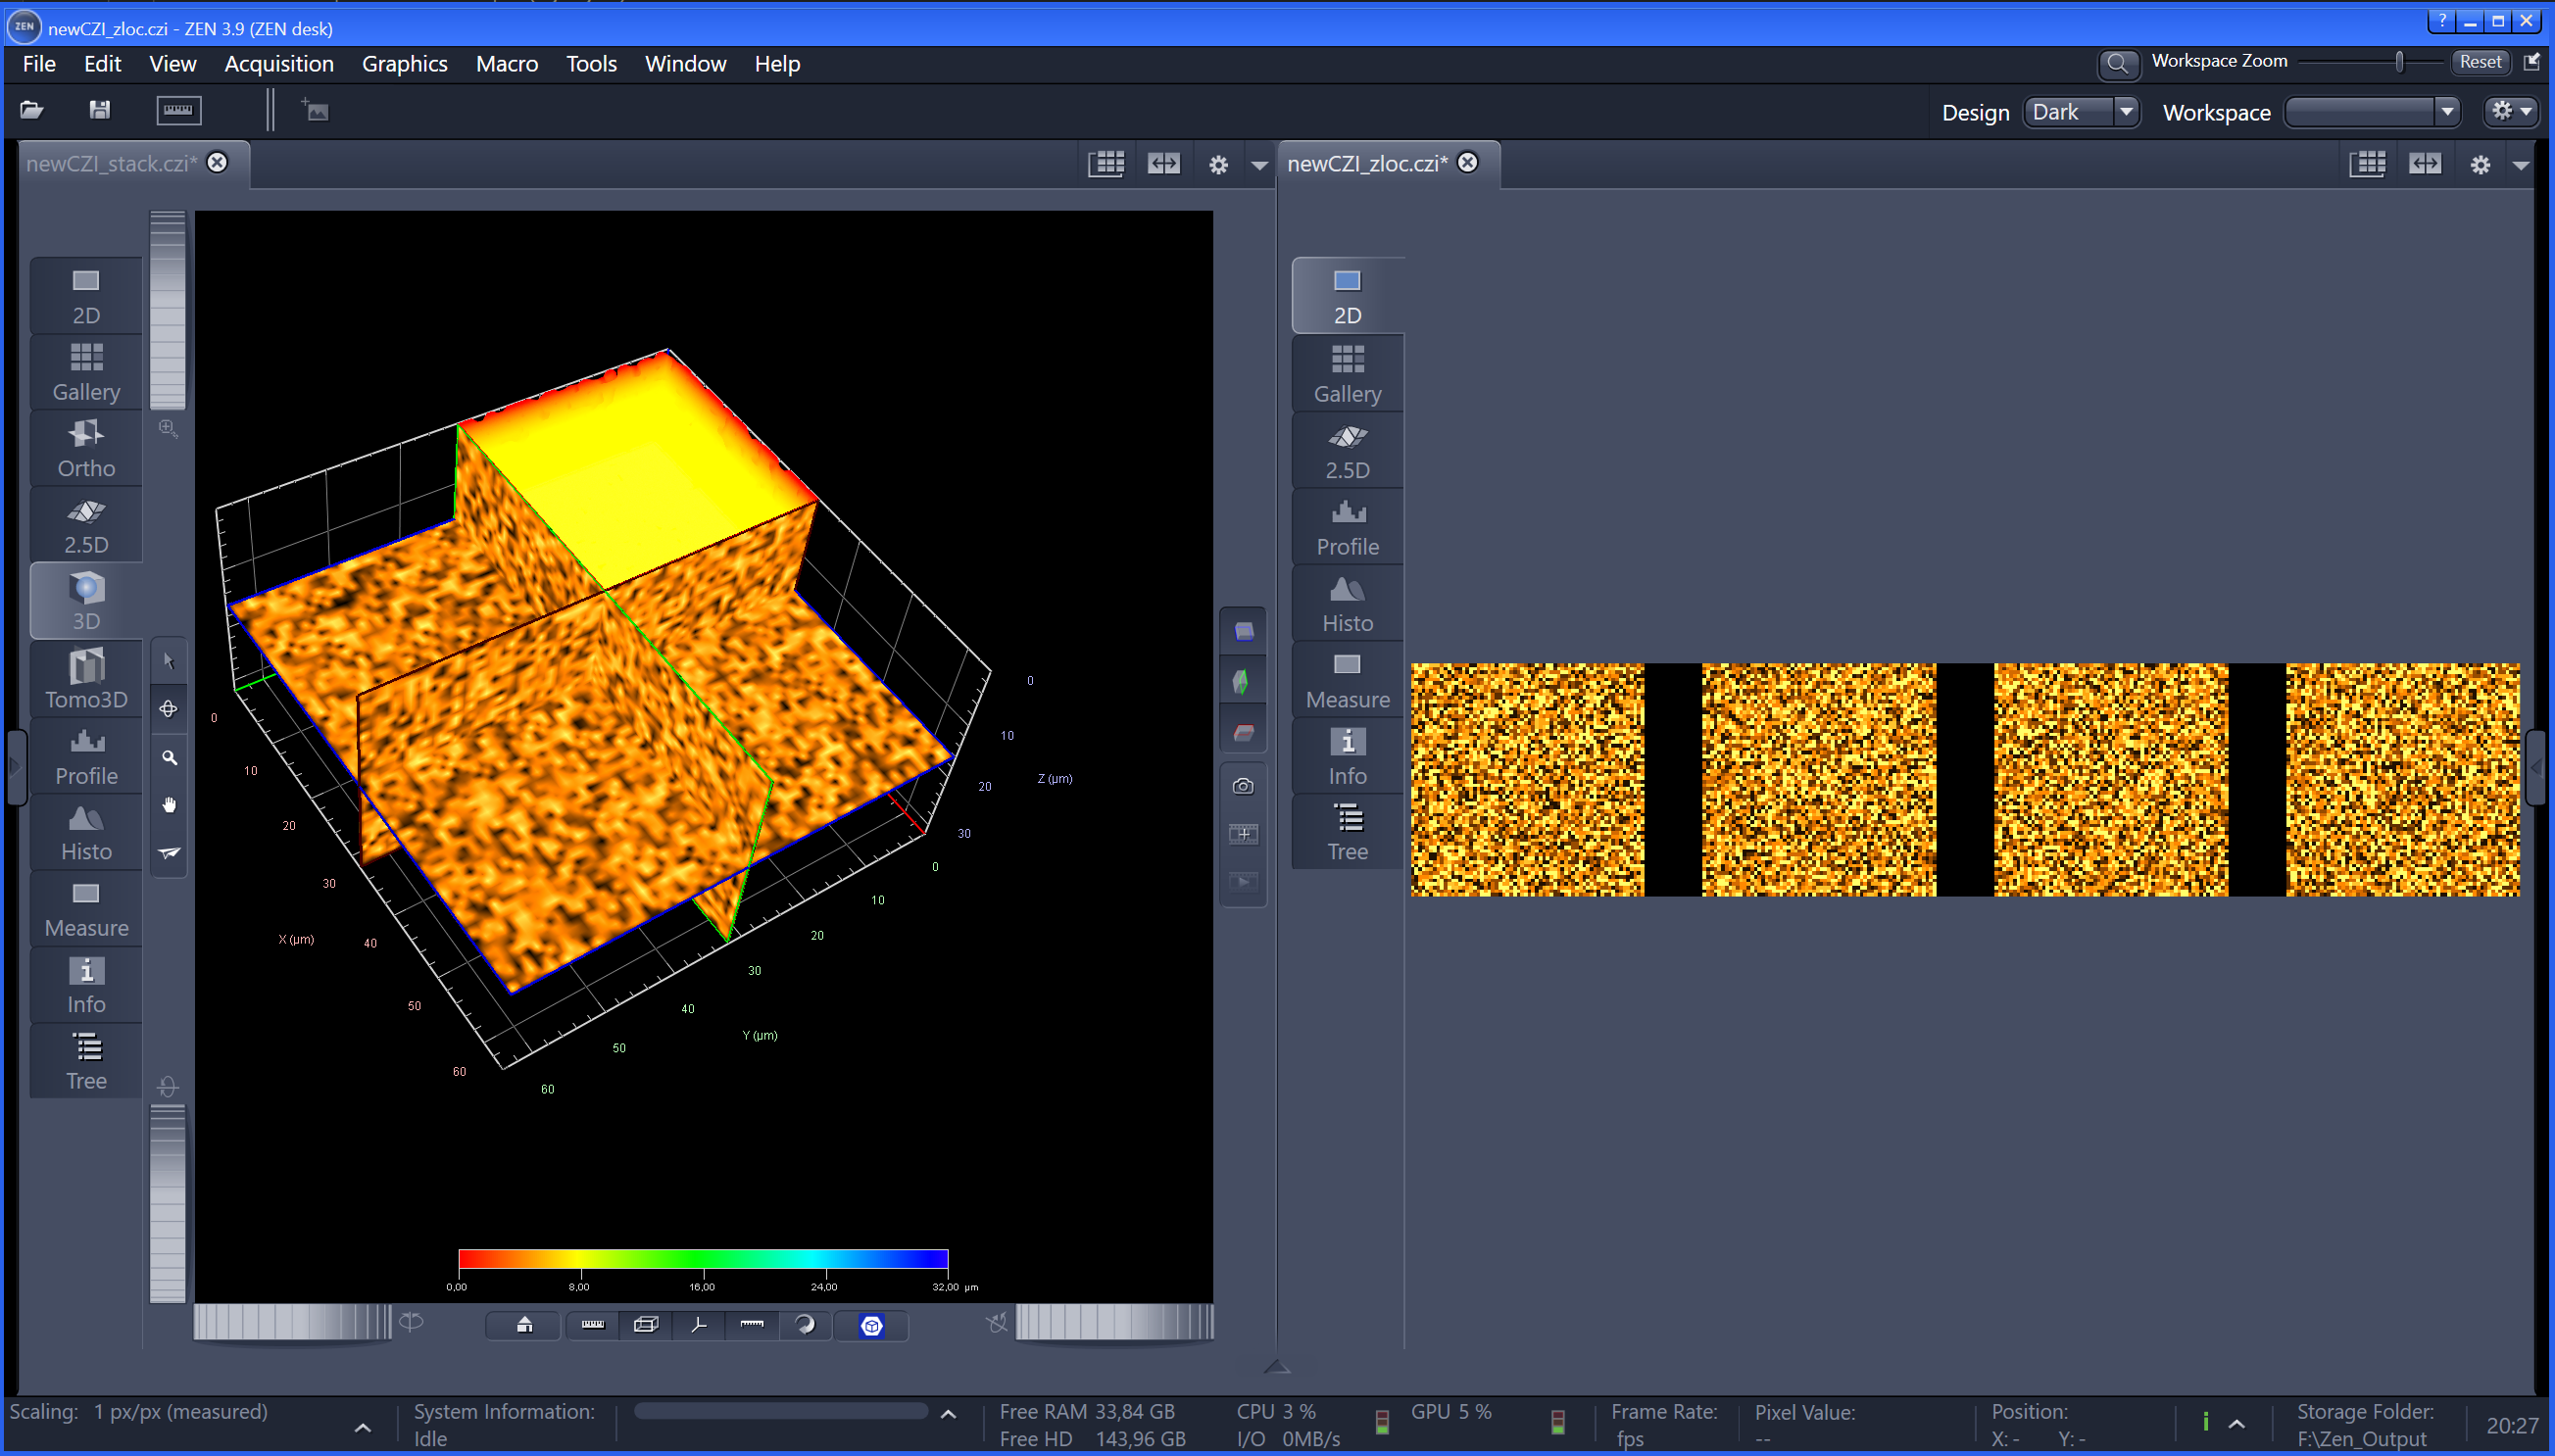 ZEN newCZI_zloc.czi - ZEN 3.9 (ZEN desk) ?
File Edit View Acquisition Graphics Macro Tools Window Help Workspace Zoom Reset
Design Dark Workspace
newCZI_stack.czi*
newCZI_zloc.czi*
2D
Gallery
Ortho
2.5D
3D
Tomo3D
Profile
Histo
Measure
Info
Tree
0
10
20
30
40
50
60
X (µm)
60
50
40
30
20
10
0
Y (µm)
0
10
20
30
Z (µm)
0,00 8,00 16,00 24,00 32,00 µm
2D
Gallery
2.5D
Profile
Histo
Measure
Info
Tree
Scaling: 1 px/px (measured)
System Information:
Idle
Free RAM 33,84 GB
Free HD 143,96 GB
CPU 3 %
I/O 0MB/s
GPU 5 %
Frame Rate:
fps
Pixel Value:
--
Position:
X: - Y: -
i
Storage Folder:
F:\Zen_Output
20:27